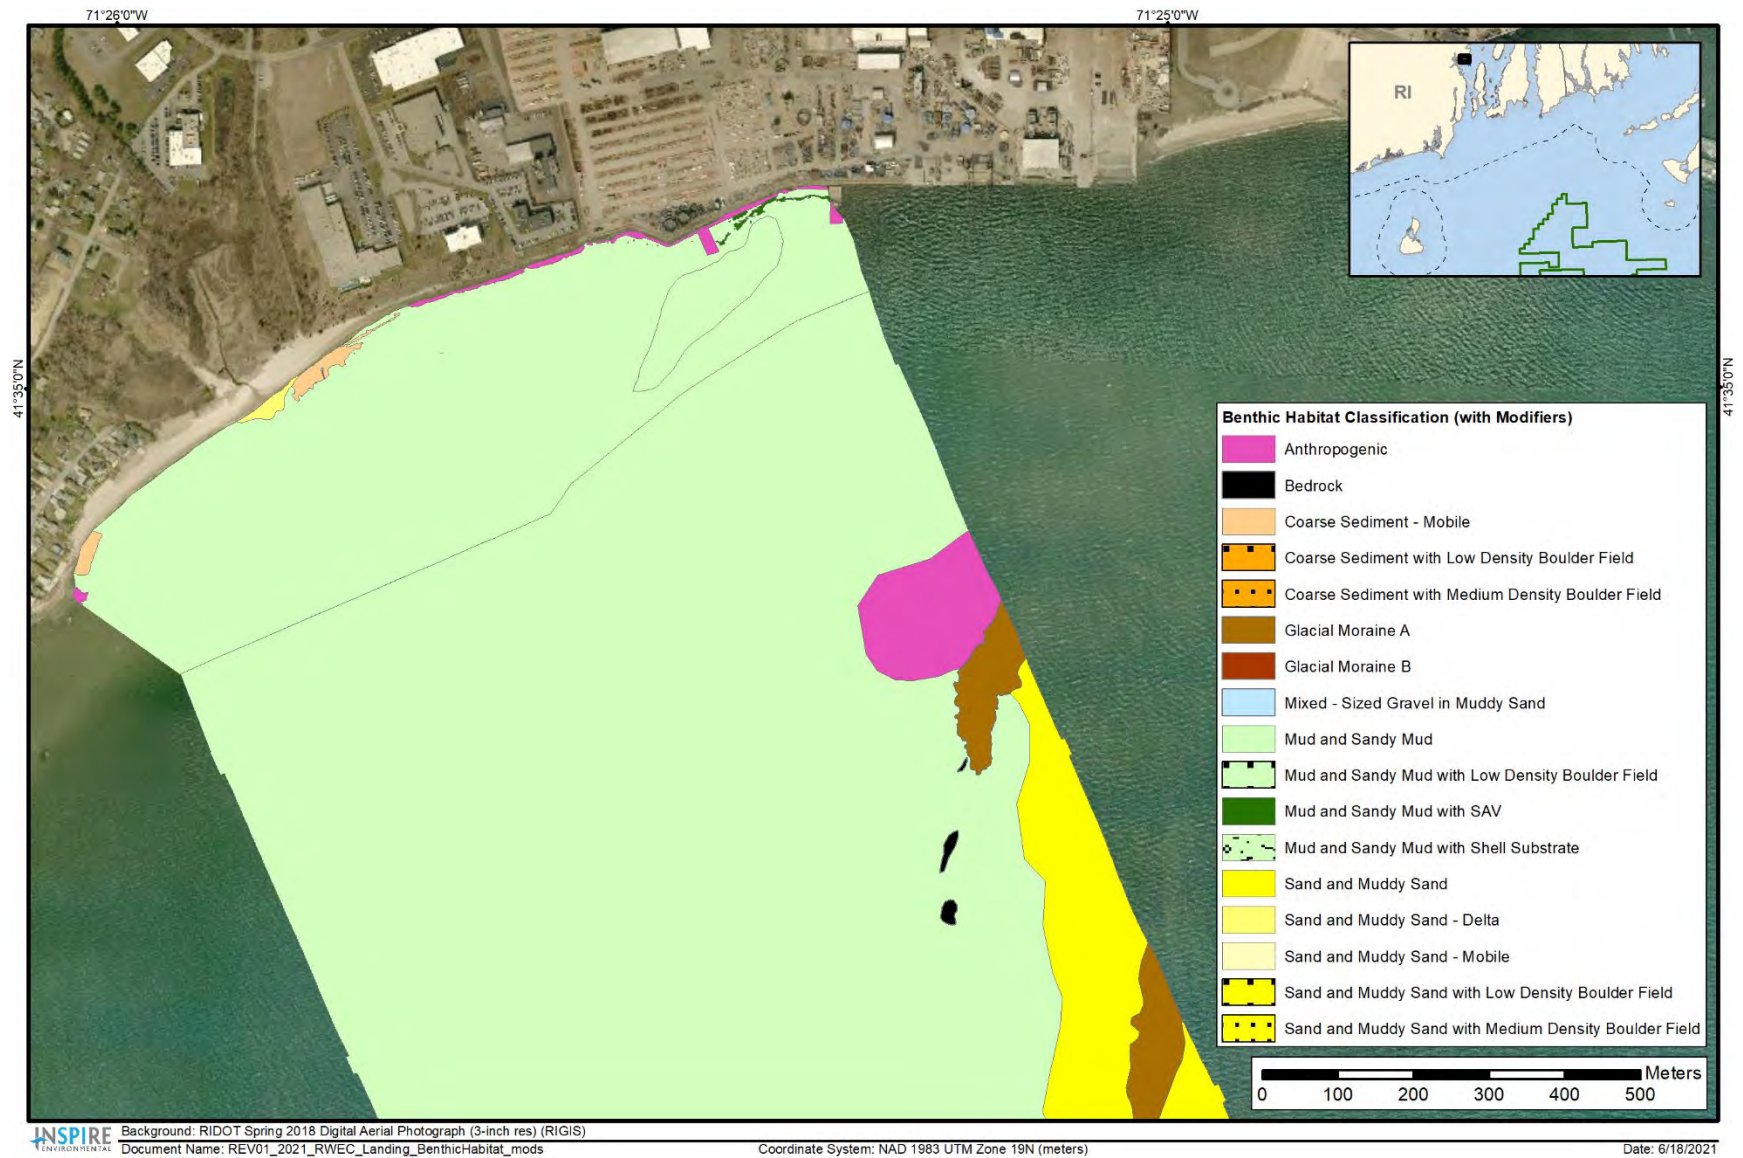 71°26'0"W
71°25'0"W
RI
41°35'0"N
41°35'0"N
Benthic Habitat Classification (with Modifiers)
Anthropogenic
Bedrock
Coarse Sediment - Mobile
Coarse Sediment with Low Density Boulder Field
Coarse Sediment with Medium Density Boulder Field
Glacial Moraine A
Glacial Moraine B
Mixed - Sized Gravel in Muddy Sand
Mud and Sandy Mud
Mud and Sandy Mud with Low Density Boulder Field
Mud and Sandy Mud with SAV
Mud and Sandy Mud with Shell Substrate
Sand and Muddy Sand
Sand and Muddy Sand - Delta
Sand and Muddy Sand - Mobile
Sand and Muddy Sand with Low Density Boulder Field
Sand and Muddy Sand with Medium Density Boulder Field
Meters
0 100 200 300 400 500
INSPIRE
ENVIRONMENTAL
Background: RIDOT Spring 2018 Digital Aerial Photograph (3-inch res) (RIGIS)
Document Name: REV01_2021_RWEC_Landing_BenthicHabitat_mods
Coordinate System: NAD 1983 UTM Zone 19N (meters)
Date: 6/18/2021